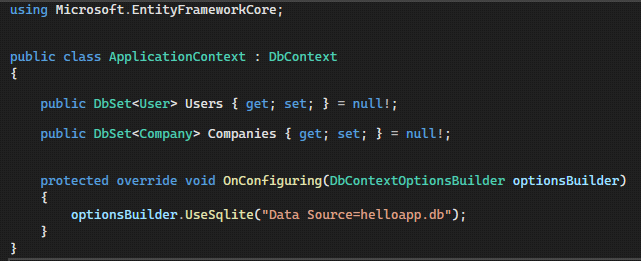 using Microsoft.EntityFrameworkCore;
public class ApplicationContext : DbContext
{
public DbSet<User> Users { get; set; } = null!;
public DbSet<Company> Companies { get; set; } = null!;
protected override void OnConfiguring(DbContextOptionsBuilder optionsBuilder)
{
optionsBuilder.UseSqlite("Data Source=helloapp.db");
}
}